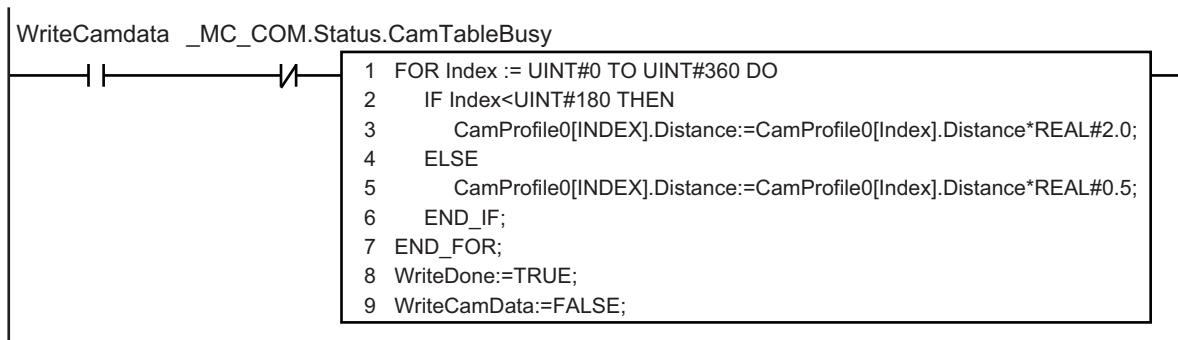 WriteCamdata _MC_COM.Status.CamTableBusy
1 FOR Index := UINT#0 TO UINT#360 DO
2 IF Index<UINT#180 THEN
3 CamProfile0[INDEX].Distance:=CamProfile0[Index].Distance*REAL#2.0;
4 ELSE
5 CamProfile0[INDEX].Distance:=CamProfile0[Index].Distance*REAL#0.5;
6 END_IF;
7 END_FOR;
8 WriteDone:=TRUE;
9 WriteCamData:=FALSE;